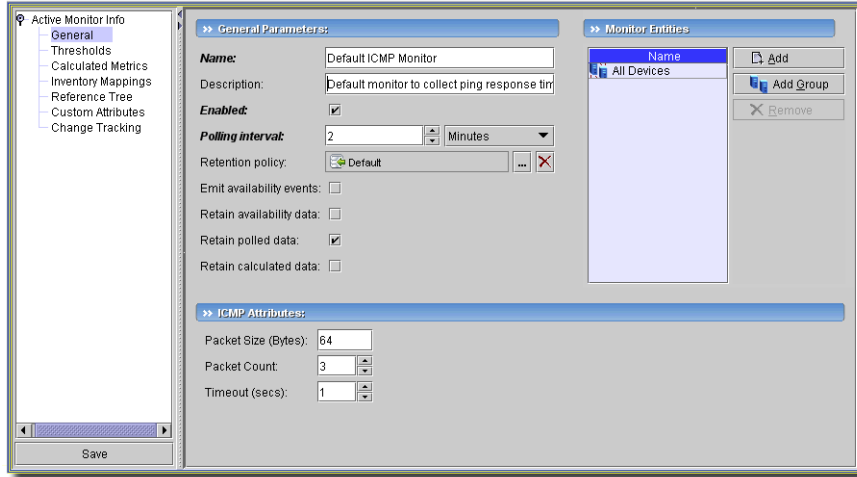 Active Monitor Info
General
Thresholds
Calculated Metrics
Inventory Mappings
Reference Tree
Custom Attributes
Change Tracking
Save
>> General Parameters:
Name: Default ICMP Monitor
Description: Default monitor to collect ping response tim
Enabled:
Polling interval: 2 Minutes
Retention policy: Default ...
Emit availability events:
Retain availability data:
Retain polled data:
Retain calculated data:
>> Monitor Entities
Name
All Devices
Add
Add Group
Remove
>> ICMP Attributes:
Packet Size (Bytes): 64
Packet Count: 3
Timeout (secs): 1